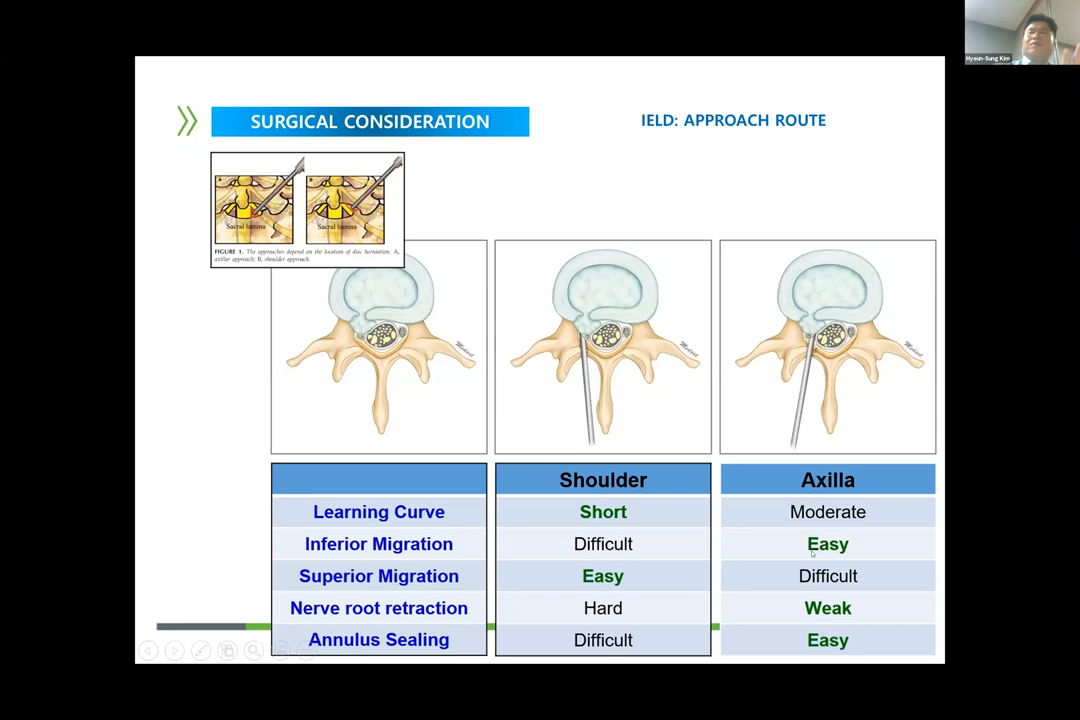 Hyeun-Sung Kim
SURGICAL CONSIDERATION
IELD: APPROACH ROUTE
A
B
Sacral lamina
Sacral lamina
FIGURE 1. The approaches depend on the location of disc herniation. A,
axillar approach; B, shoulder approach.
Shoulder Axilla
Learning Curve Short Moderate
Inferior Migration Difficult Easy
Superior Migration Easy Difficult
Nerve root retraction Hard Weak
Annulus Sealing Difficult Easy